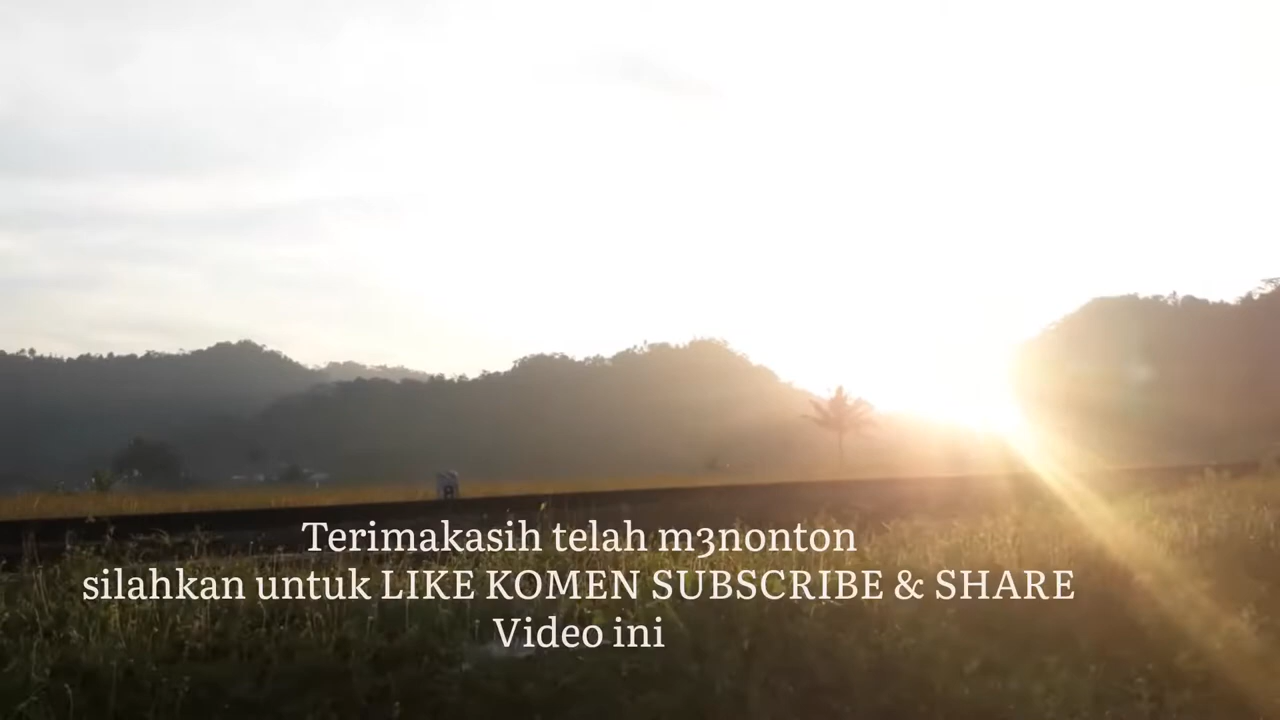 Terimakasih telah m3nonton
silahkan untuk LIKE KOMEN SUBSCRIBE & SHARE
Video ini